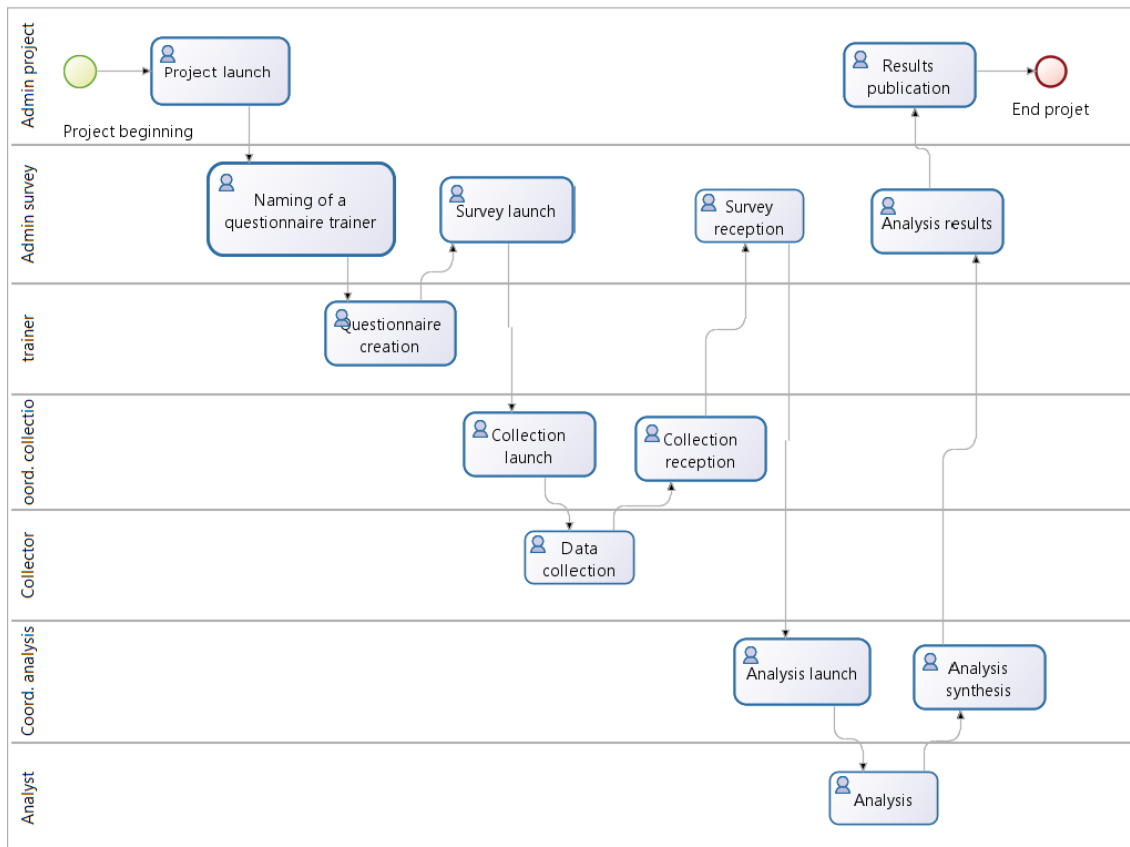 Admin project
Project launch
Project beginning
Results
publication
End projet
Admin survey
Naming of a
questionnaire trainer
Survey launch
Survey
reception
Analysis results
trainer
Questionnaire
creation
oord. collectio
Collection
launch
Collection
reception
Collector
Data
collection
Coord. analysis
Analysis launch
Analysis
synthesis
Analyst
Analysis